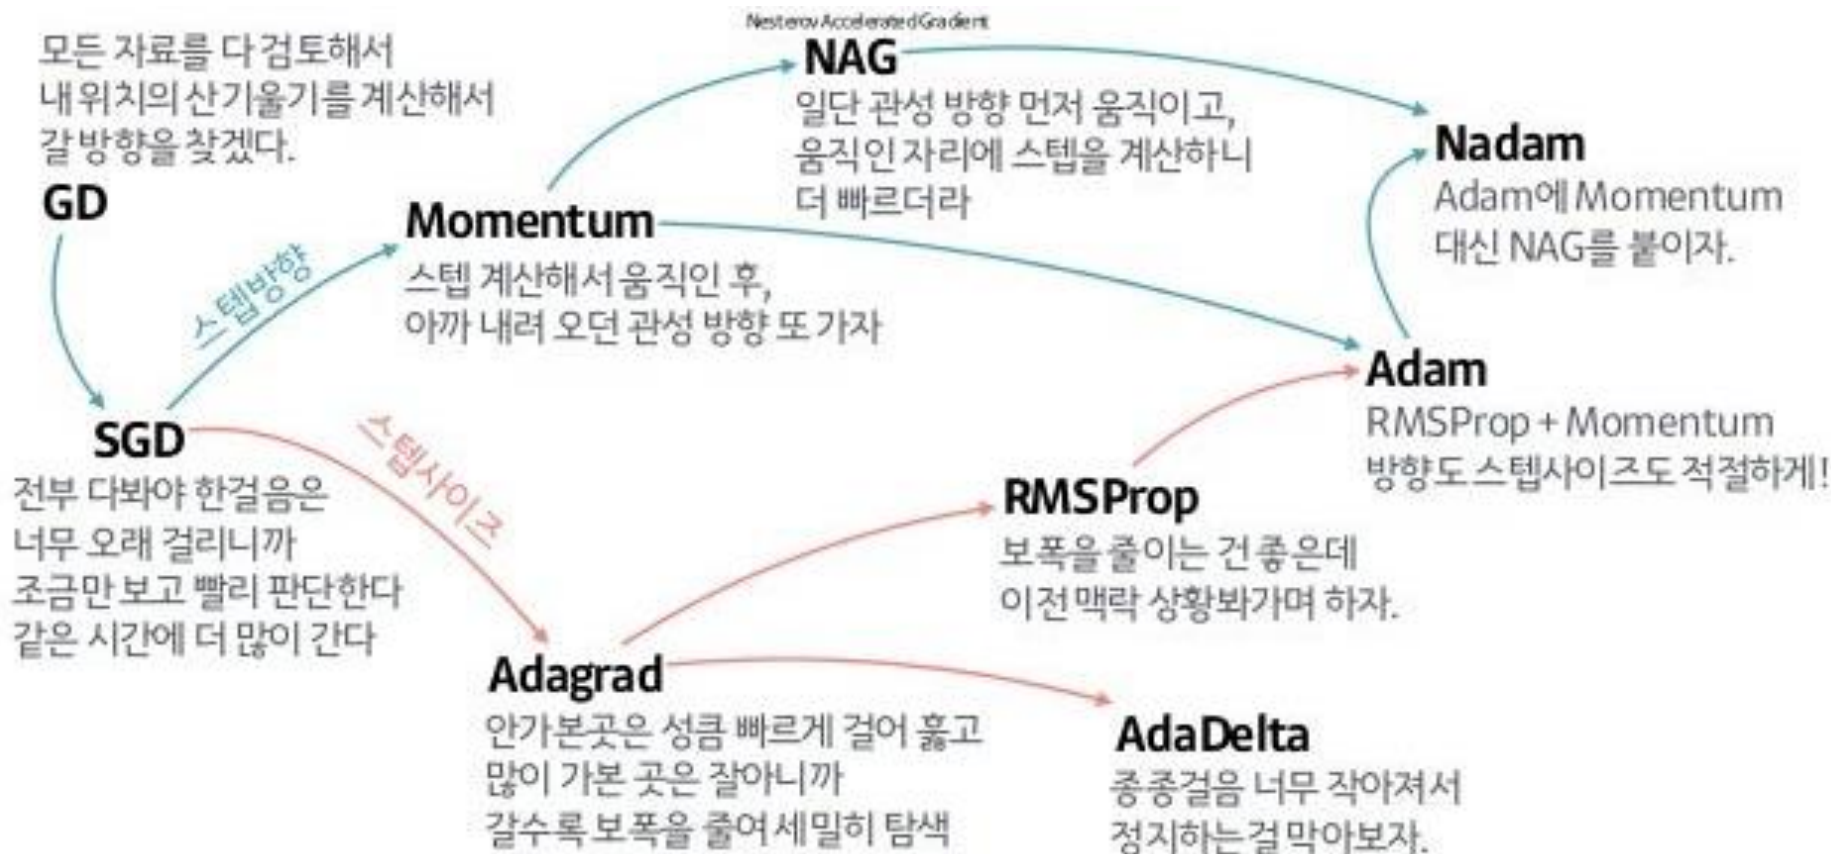 모든 자료를 다 검토해서
내 위치의 산기울기를 계산해서
갈 방향을 찾겠다.
GD
스텝방향
SGD
전부 다봐야 한걸음은
너무 오래 걸리니까
조금만 보고 빨리 판단한다
같은 시간에 더 많이 간다
Momentum
스텝 계산해서 움직인 후,
아까 내려 오던 관성 방향 또 가자
Nesterov Accelerated Gradient
NAG
일단 관성 방향 먼저 움직이고,
움직인 자리에 스텝을 계산하니
더 빠르더라
Nadam
Adam에 Momentum
대신 NAG를 붙이자.
Adam
RMSProp + Momentum
방향도 스텝사이즈도 적절하게!
스텝사이즈
RMSProp
보폭을 줄이는 건 좋은데
이전 맥락 상황봐가며 하자.
Adagrad
안가본곳은 성큼 빠르게 걸어 훑고
많이 가본 곳은 잘아니까
갈수록 보폭을 줄여 세밀히 탐색
AdaDelta
종종걸음 너무 작아져서
정지하는걸 막아보자.